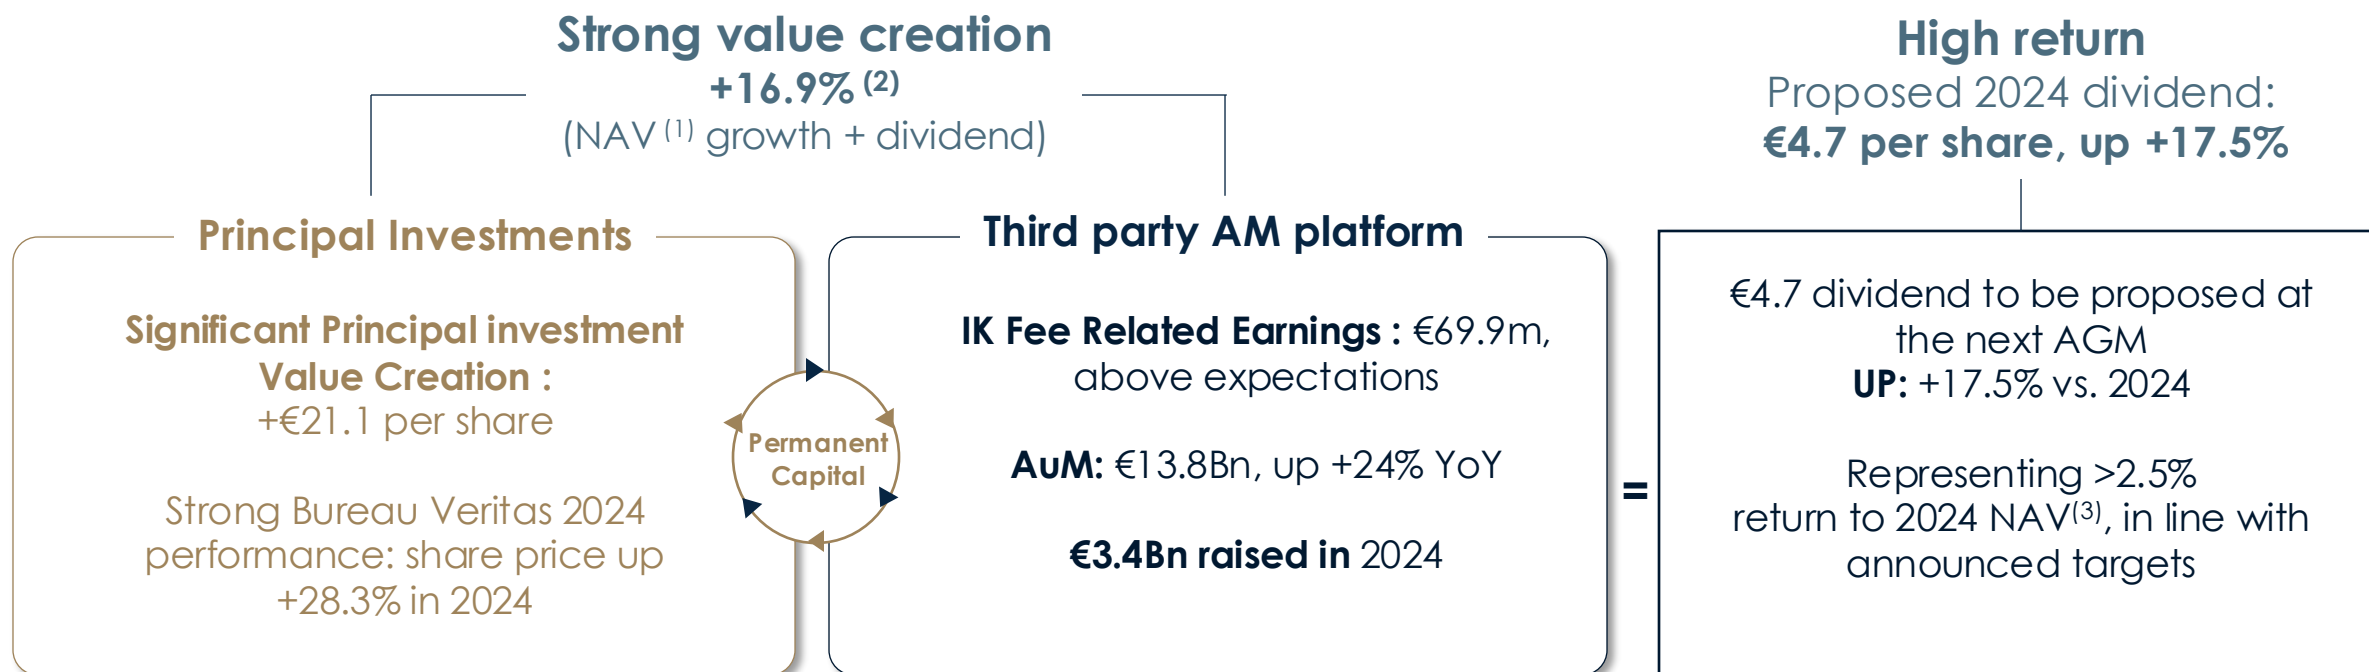 Strong value creation
+16.9% (2)
(NAV (1) growth + dividend)
High return
Proposed 2024 dividend:
€4.7 per share, up +17.5%
Principal Investments
Significant Principal investment
Value Creation :
+€21.1 per share
Strong Bureau Veritas 2024
performance: share price up
+28.3% in 2024
Permanent
Capital
Third party AM platform
IK Fee Related Earnings : €69.9m,
above expectations
AuM: €13.8Bn, up +24% YoY
€3.4Bn raised in 2024
=
€4.7 dividend to be proposed at
the next AGM
UP: +17.5% vs. 2024
Representing >2.5%
return to 2024 NAV(3), in line with
announced targets